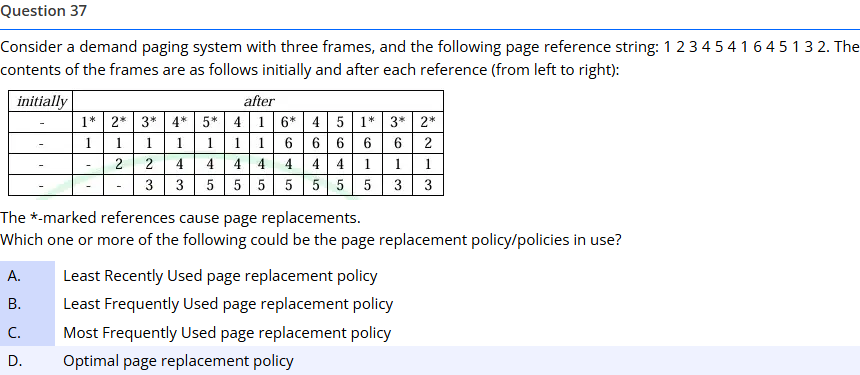 Question 37
Consider a demand paging system with three frames, and the following page reference string: 1 2 3 4 5 4 1 6 4 5 1 3 2. The
contents of the frames are as follows initially and after each reference (from left to right):
initially after
- 1* 2* 3* 4* 5* 4 1 6* 4 5 1* 3* 2*
- 1 1 1 1 1 1 1 6 6 6 6 6 2
- - 2 2 4 4 4 4 4 4 4 1 1 1
- - - 3 3 5 5 5 5 5 5 5 3 3
The *-marked references cause page replacements.
Which one or more of the following could be the page replacement policy/policies in use?
A. Least Recently Used page replacement policy
B. Least Frequently Used page replacement policy
C. Most Frequently Used page replacement policy
D. Optimal page replacement policy